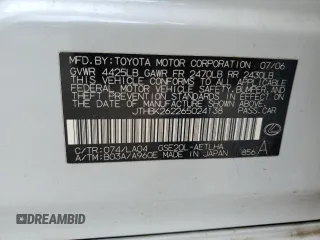 MFD. BY: TOYOTA MOTOR CORPORATION 07/06
GVWR 4425LB GAWR FR 2470LB RR 2430LB
THIS VEHICLE CONFORMS TO ALL APPLICABLE
FEDERAL MOTOR VEHICLE SAFETY, BUMPER, AND
THEFT PREVENTION STANDARDS IN EFFECT ON
THE DATE OF MANUFACTURE SHOWN ABOVE.
JTHBK262265024138 PASS.CAR
C/TR: 074/LA04 GSE20L-AETLHA
A/TM: B03A/A960E MADE IN JAPAN 856 A
© AutoBidMaster